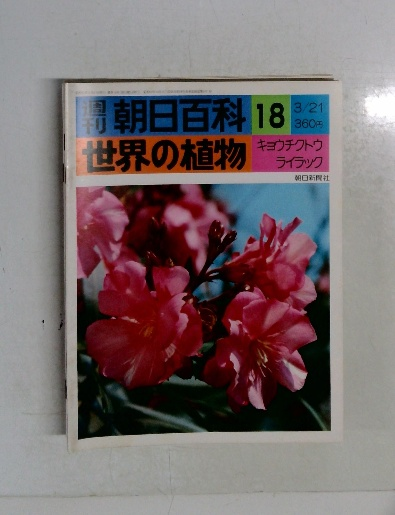 週刊 朝日百科 18 3/21 360円
世界の植物 キョウチクトウ
ライラック
朝日新聞社